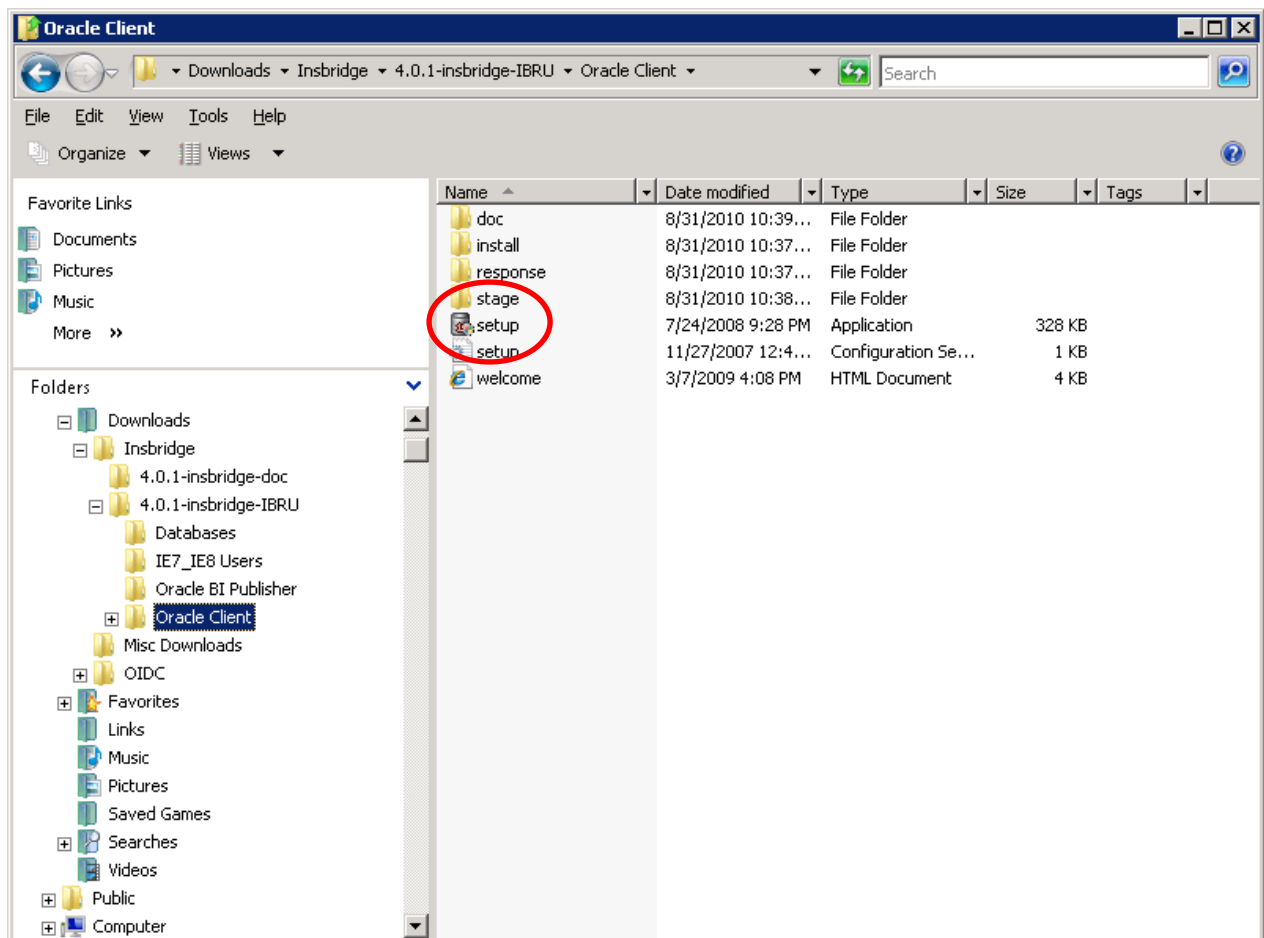 Oracle Client
Downloads Insbridge 4.0.1-insbridge-IBRU Oracle Client Search
File Edit View Tools Help
Organize Views
Favorite Links
Documents
Pictures
Music
More »
Folders
Downloads
Insbridge
4.0.1-insbridge-doc
4.0.1-insbridge-IBRU
Databases
IE7_IE8 Users
Oracle BI Publisher
Oracle Client
Misc Downloads
OIDC
Favorites
Links
Music
Pictures
Saved Games
Searches
Videos
Public
Computer
Name Date modified Type Size Tags
doc 8/31/2010 10:39... File Folder
install 8/31/2010 10:37... File Folder
response 8/31/2010 10:37... File Folder
stage 8/31/2010 10:38... File Folder
setup 7/24/2008 9:28 PM Application 328 KB
setup 11/27/2007 12:4... Configuration Se... 1 KB
welcome 3/7/2009 4:08 PM HTML Document 4 KB